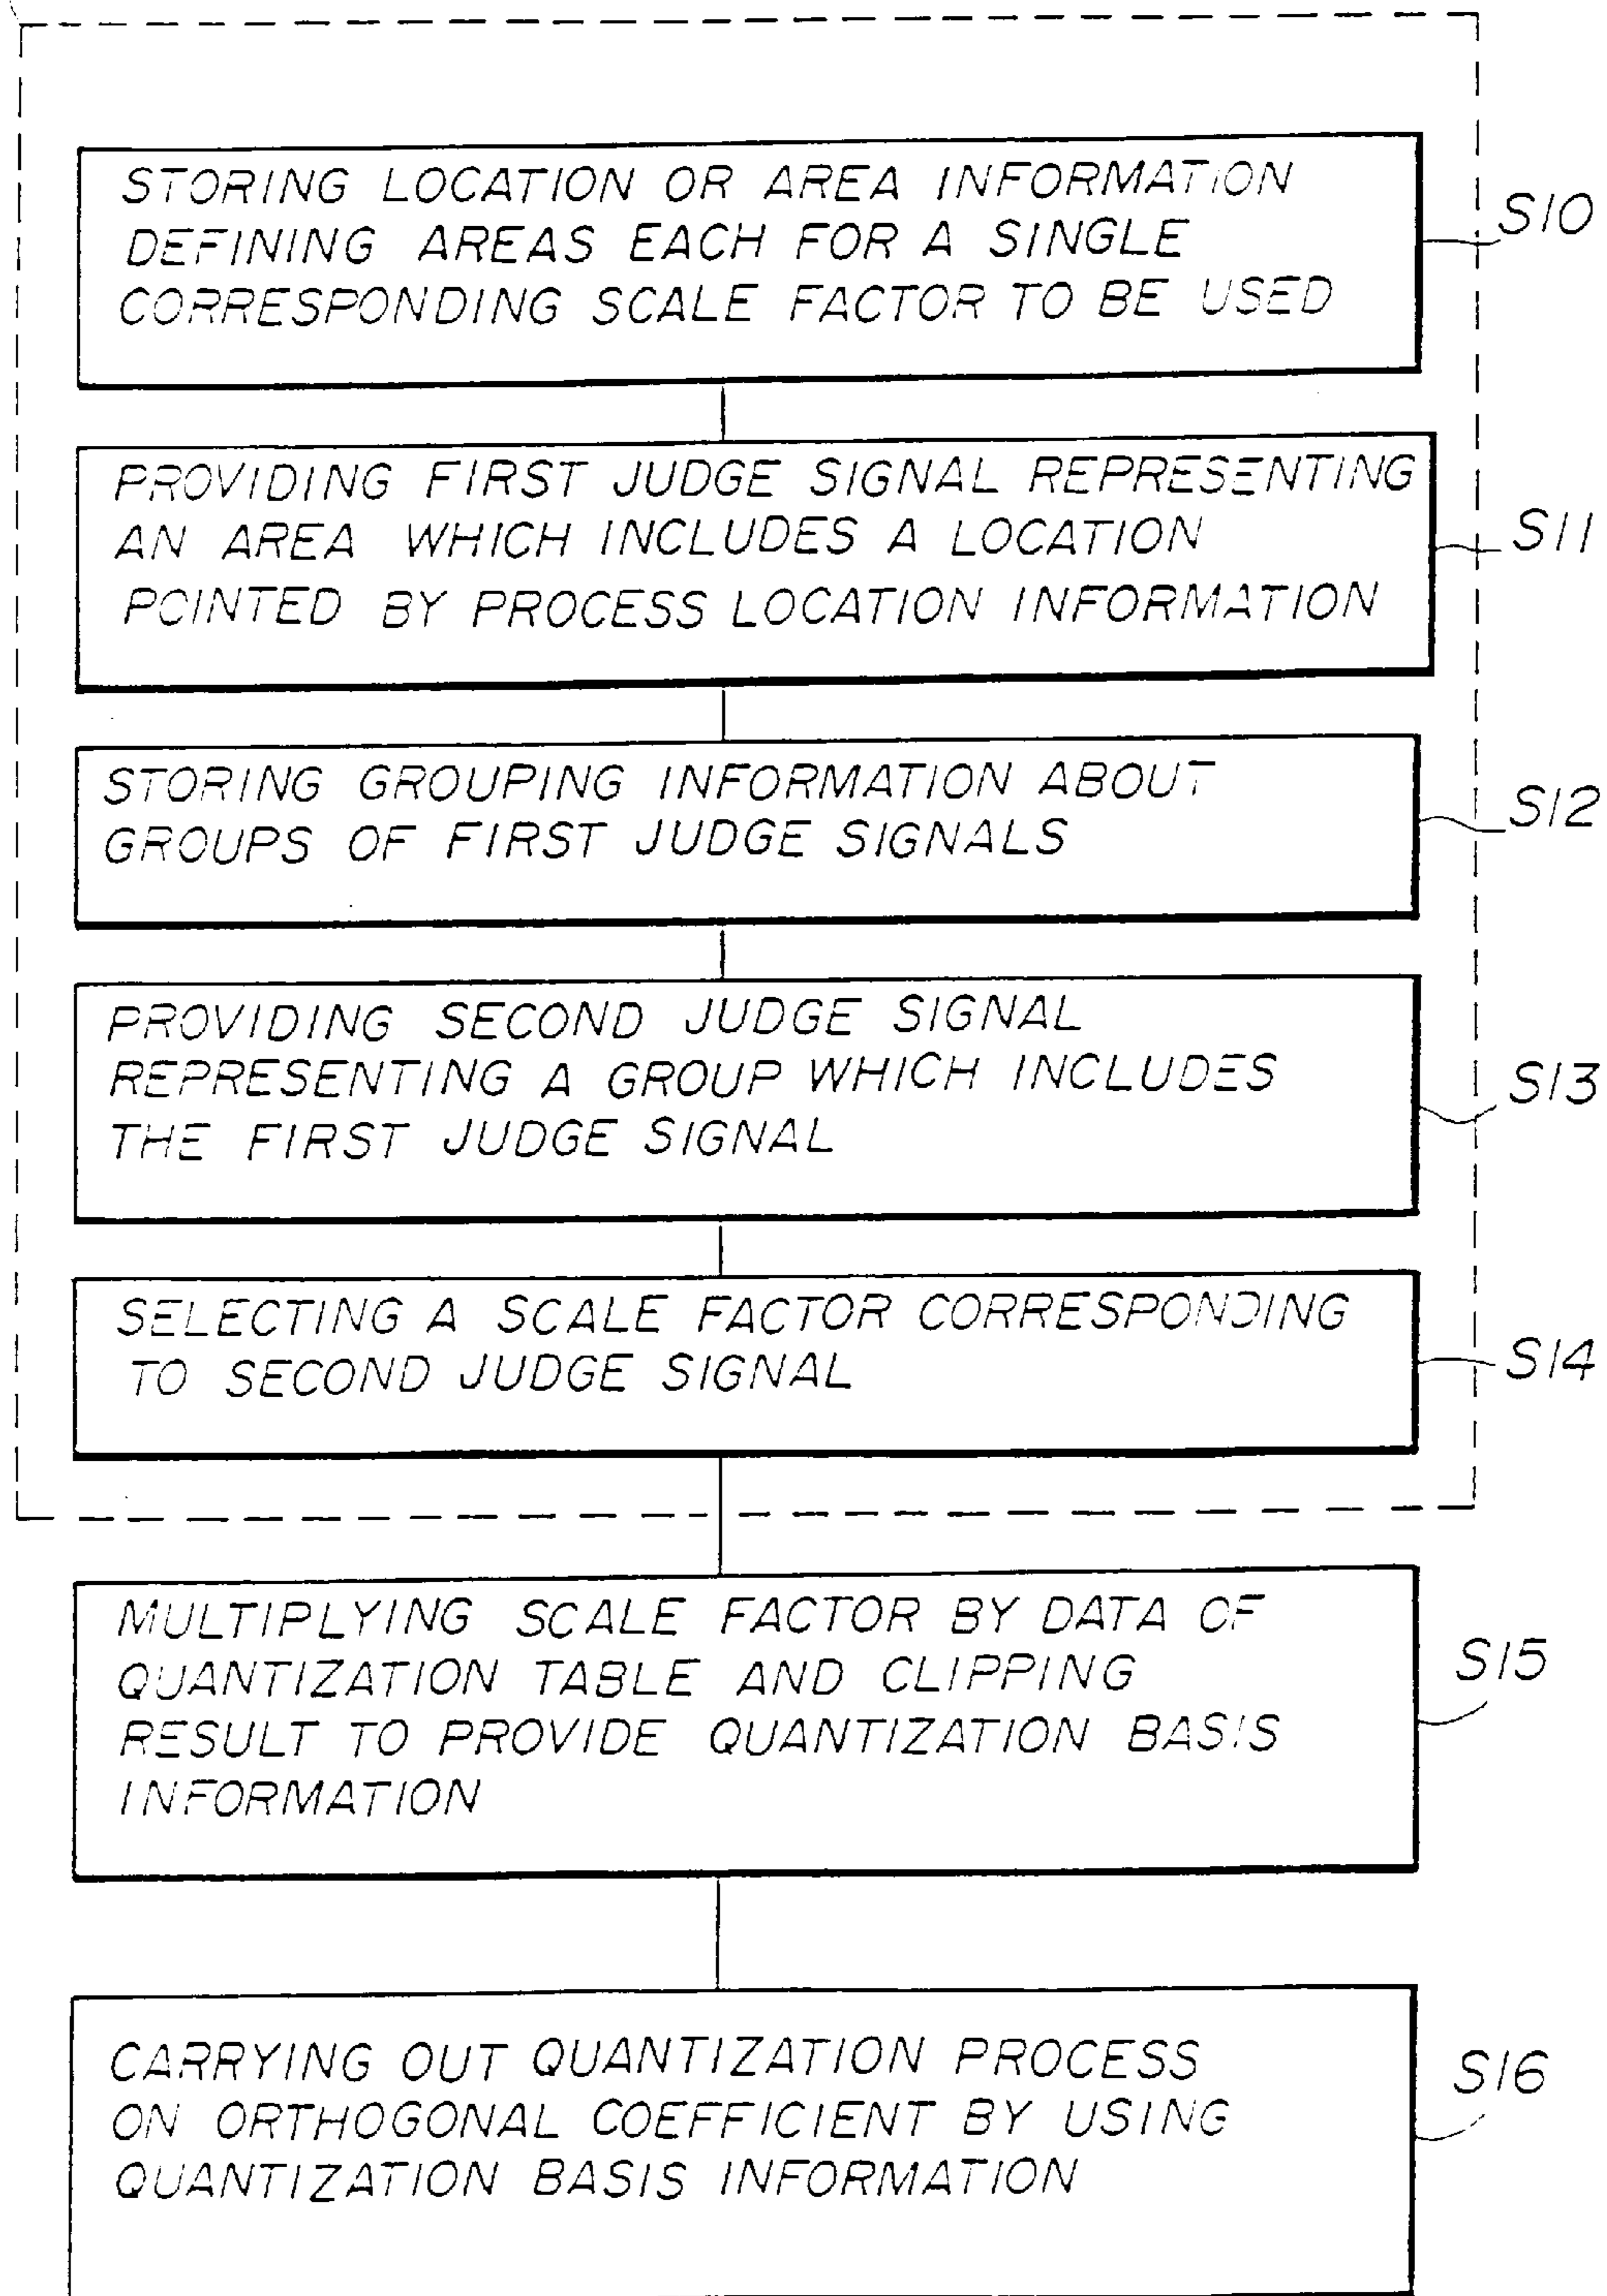 STORING LOCATION OR AREA INFORMATION
DEFINING AREAS EACH FOR A SINGLE
CORRESPONDING SCALE FACTOR TO BE USED
S10
PROVIDING FIRST JUDGE SIGNAL REPRESENTING
AN AREA WHICH INCLUDES A LOCATION
POINTED BY PROCESS LOCATION INFORMATION
S11
STORING GROUPING INFORMATION ABOUT
GROUPS OF FIRST JUDGE SIGNALS
S12
PROVIDING SECOND JUDGE SIGNAL
REPRESENTING A GROUP WHICH INCLUDES
THE FIRST JUDGE SIGNAL
S13
SELECTING A SCALE FACTOR CORRESPONDING
TO SECOND JUDGE SIGNAL
S14
MULTIPLYING SCALE FACTOR BY DATA OF
QUANTIZATION TABLE AND CLIPPING
RESULT TO PROVIDE QUANTIZATION BASIS
INFORMATION
S15
CARRYING OUT QUANTIZATION PROCESS
ON ORTHOGONAL COEFFICIENT BY USING
QUANTIZATION BASIS INFORMATION
S16